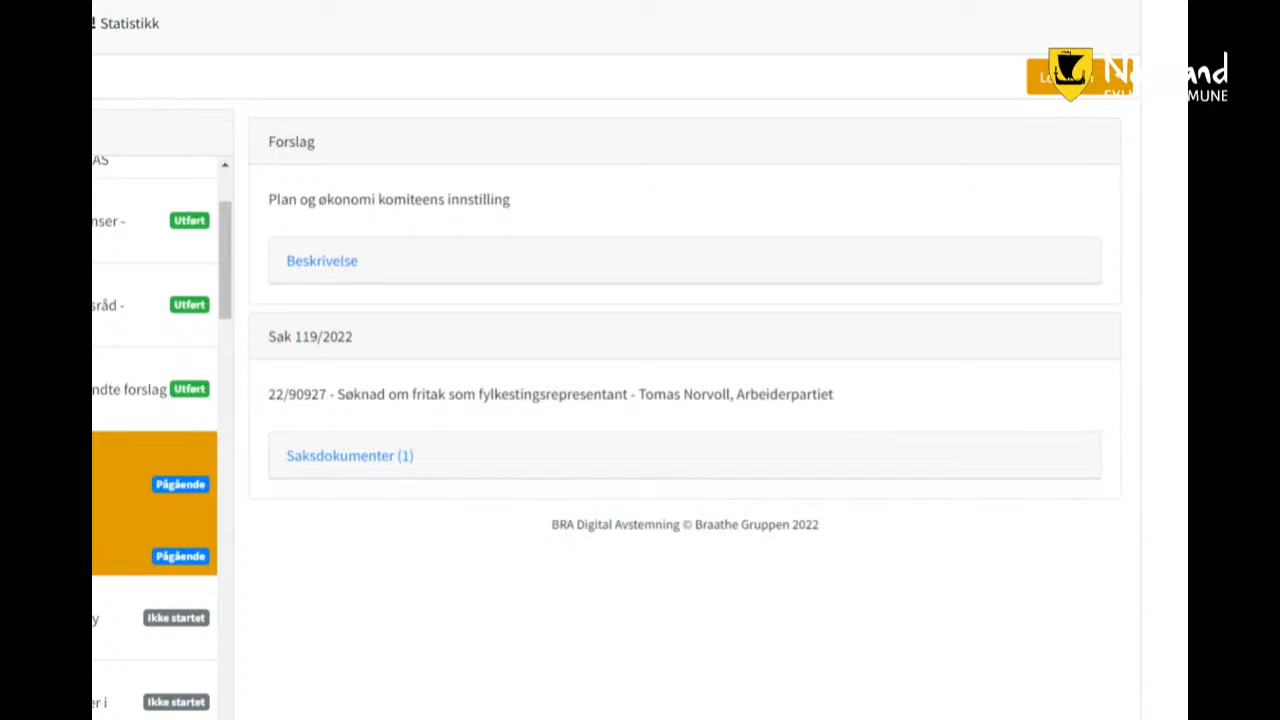 Statistikk
Forslag
AS
Plan og økonomi komiteens innstilling
nser - Utført
Beskrivelse
sråd - Utført
Sak 119/2022
ndte forslag Utført
22/90927 - Søknad om fritak som fylkestingsrepresentant - Tomas Norvoll, Arbeiderpartiet
Saksdokumenter (1)
Pågående
BRA Digital Avstemning © Braathe Gruppen 2022
Pågående
y Ikke startet
er i Ikke startet